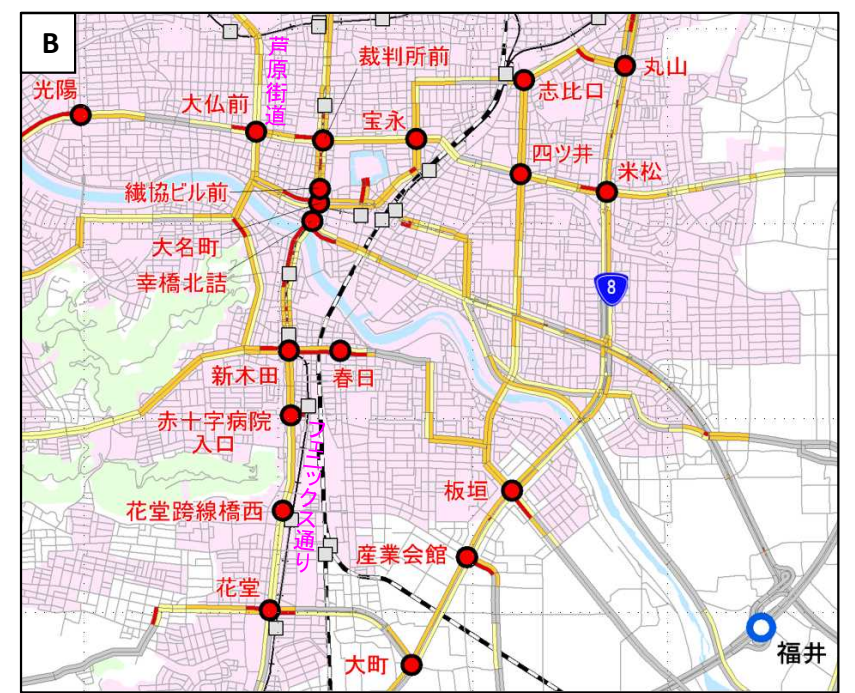 B
芦原街道
裁判所前
丸山
光陽
大仏前
宝永
志比口
四ツ井
米松
繊協ビル前
大名町
幸橋北詰
8
新木田
春日
赤十字病院
入口
フェニックス通り
板垣
花堂跨線橋西
産業会館
花堂
大町
福井